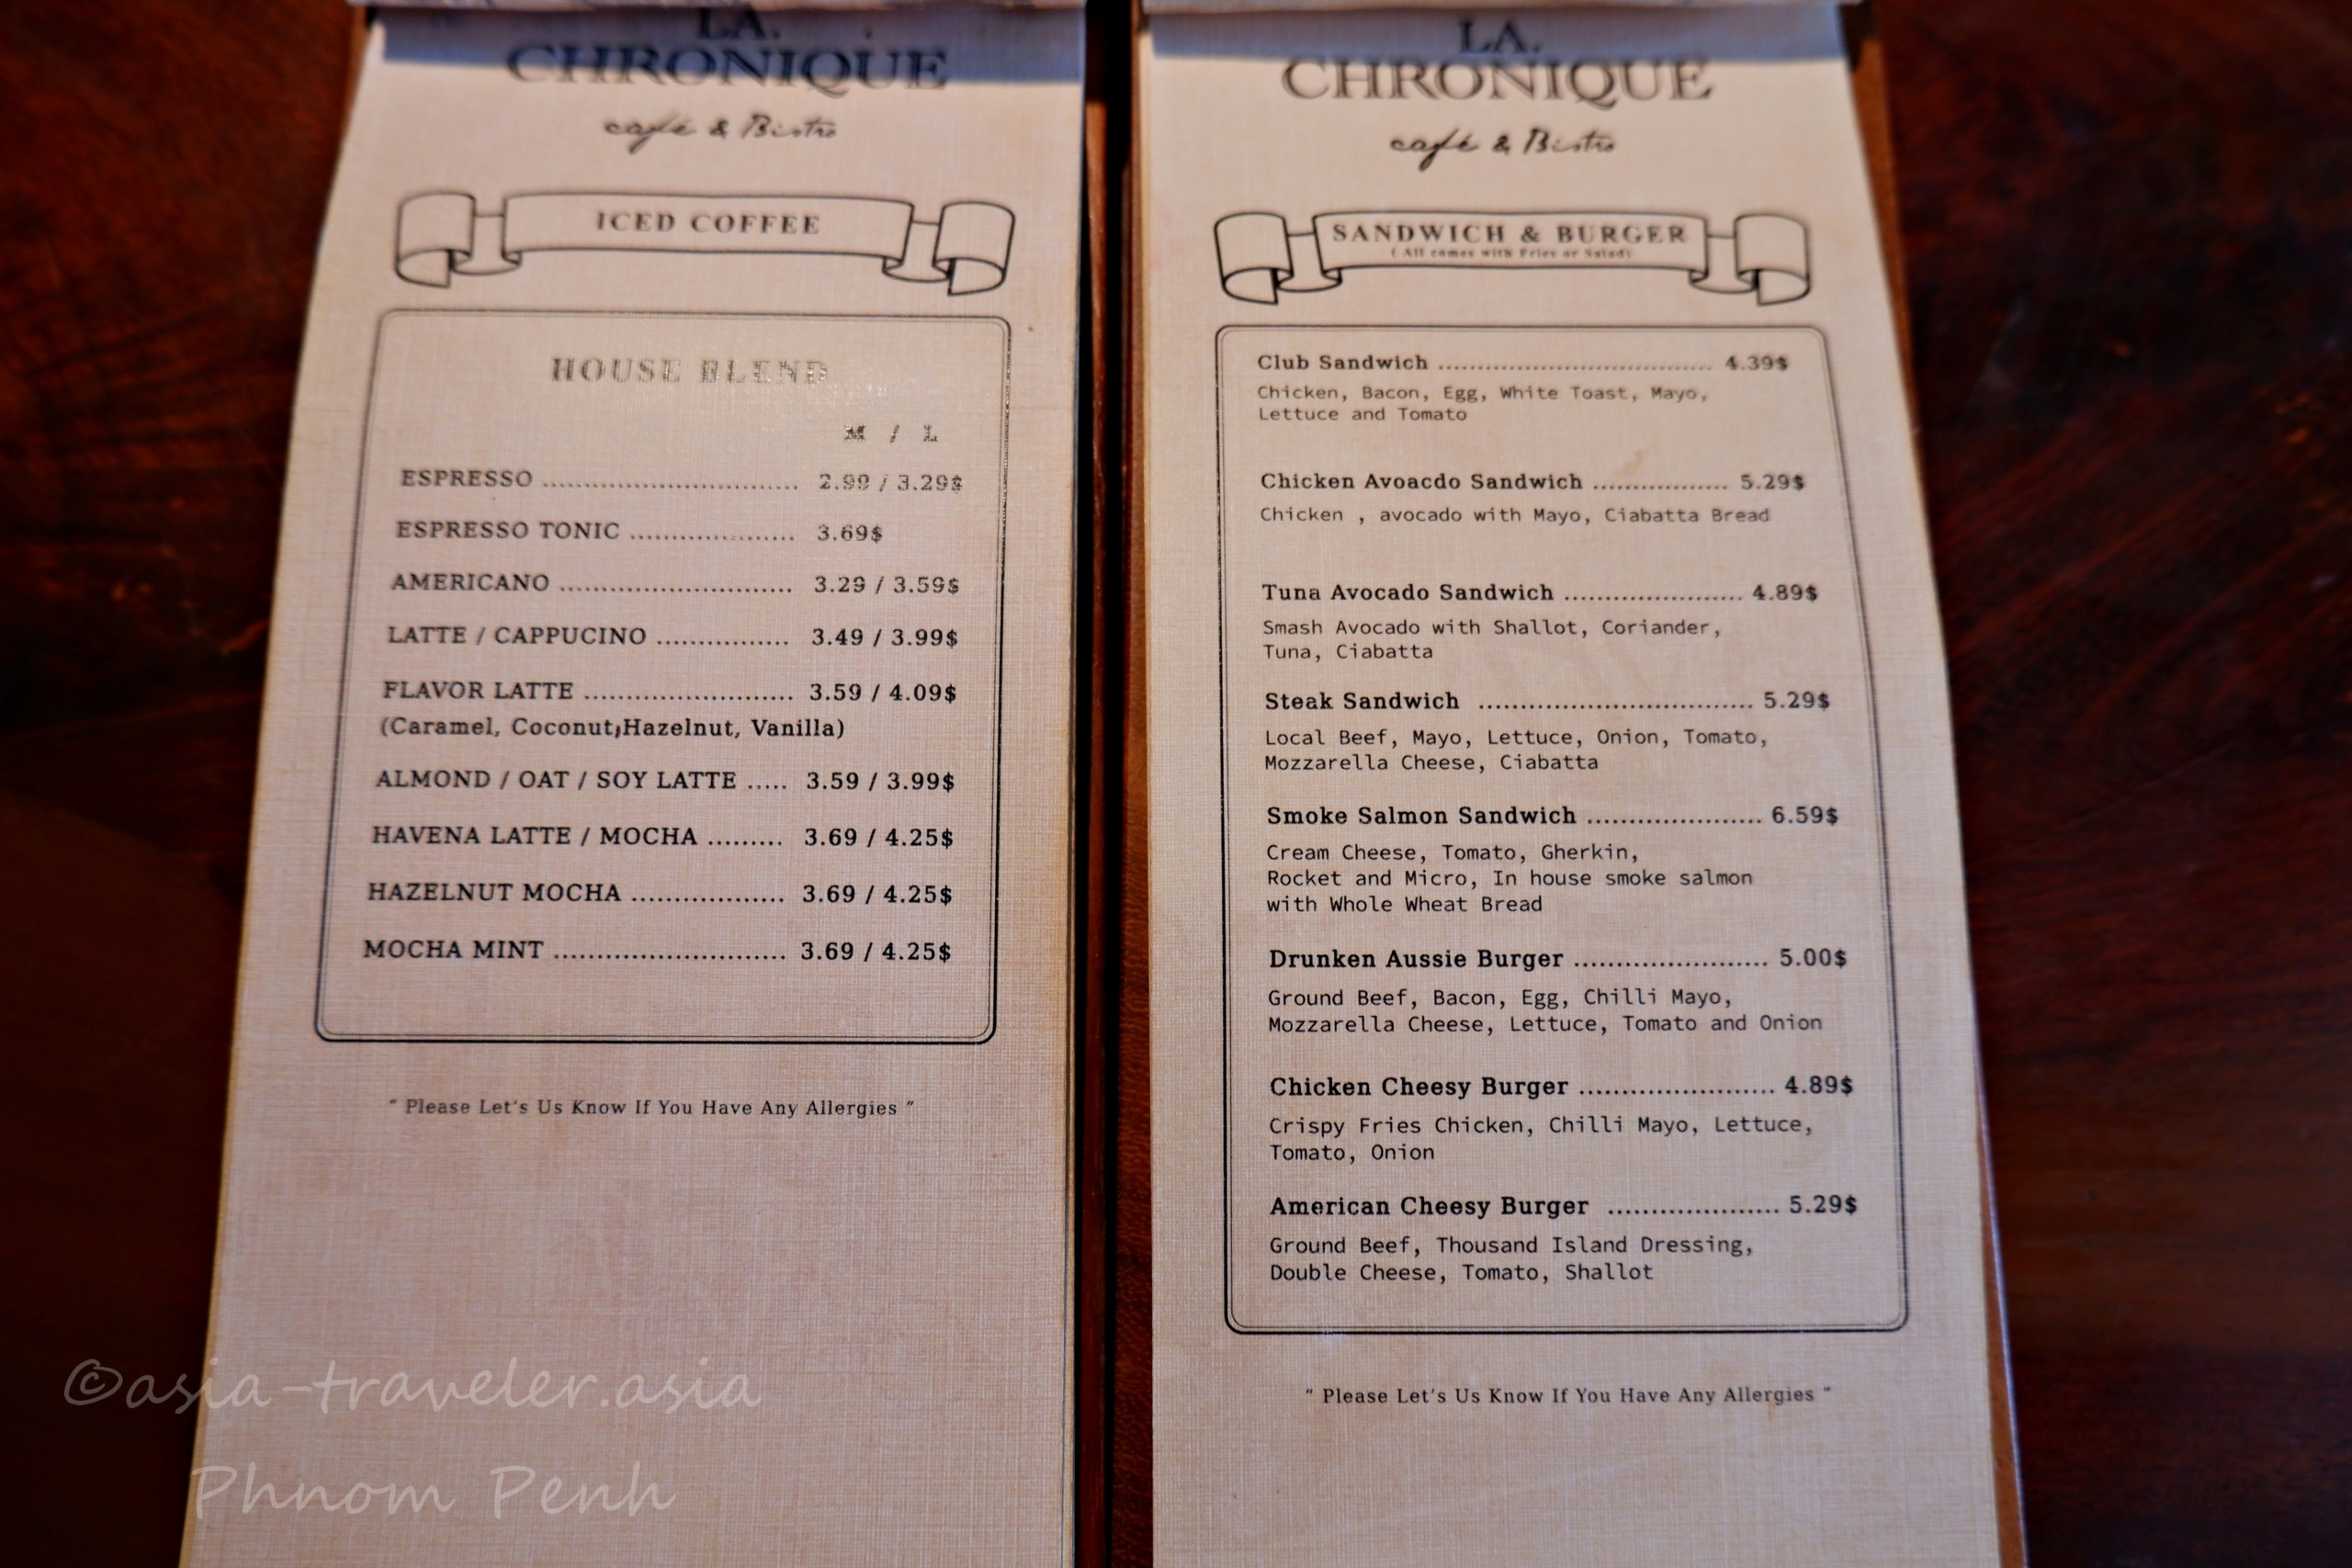 LA.
CHRONIQUE
café & Bistro
ICED COFFEE
HOUSE BLEND
M / L
ESPRESSO .............................. 2.99 / 3.29$
ESPRESSO TONIC ...................... 3.69$
AMERICANO ............................ 3.29 / 3.59$
LATTE / CAPPUCINO ................ 3.49 / 3.99$
FLAVOR LATTE ......................... 3.59 / 4.09$
(Caramel, Coconut,Hazelnut, Vanilla)
ALMOND / OAT / SOY LATTE ..... 3.59 / 3.99$
HAVENA LATTE / MOCHA ......... 3.69 / 4.25$
HAZELNUT MOCHA ................... 3.69 / 4.25$
MOCHA MINT ........................... 3.69 / 4.25$
" Please Let's Us Know If You Have Any Allergies "
LA.
CHRONIQUE
café & Bistro
SANDWICH & BURGER
( All comes with Fries or Salad)
Club Sandwich .................................. 4.39$
Chicken, Bacon, Egg, White Toast, Mayo,
Lettuce and Tomato
Chicken Avoacdo Sandwich ................. 5.29$
Chicken , avocado with Mayo, Ciabatta Bread
Tuna Avocado Sandwich ...................... 4.89$
Smash Avocado with Shallot, Coriander,
Tuna, Ciabatta
Steak Sandwich ................................ 5.29$
Local Beef, Mayo, Lettuce, Onion, Tomato,
Mozzarella Cheese, Ciabatta
Smoke Salmon Sandwich ..................... 6.59$
Cream Cheese, Tomato, Gherkin,
Rocket and Micro, In house smoke salmon
with Whole Wheat Bread
Drunken Aussie Burger ....................... 5.00$
Ground Beef, Bacon, Egg, Chilli Mayo,
Mozzarella Cheese, Lettuce, Tomato and Onion
Chicken Cheesy Burger ....................... 4.89$
Crispy Fries Chicken, Chilli Mayo, Lettuce,
Tomato, Onion
American Cheesy Burger .................... 5.29$
Ground Beef, Thousand Island Dressing,
Double Cheese, Tomato, Shallot
" Please Let's Us Know If You Have Any Allergies "
©asia-traveler.asia
Phnom Penh